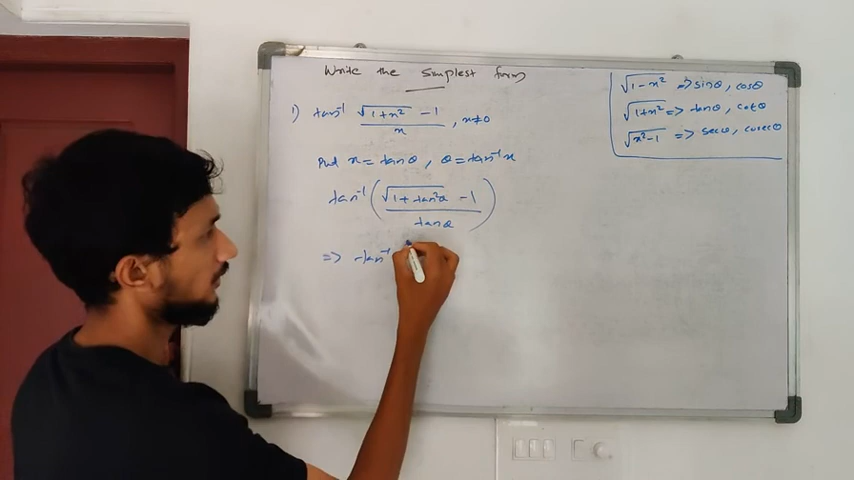 Write the simplest form
1) tan⁻¹ (√(1+x²) - 1)/x , x≠0
Put x = tanθ , θ = tan⁻¹x
tan⁻¹ ( (√(1+tan²θ) - 1)/tanθ )
=> tan⁻¹
√(1-x²) => sinθ, cosθ
√(1+x²) => tanθ, cotθ
√(x²-1) => secθ, cosecθ